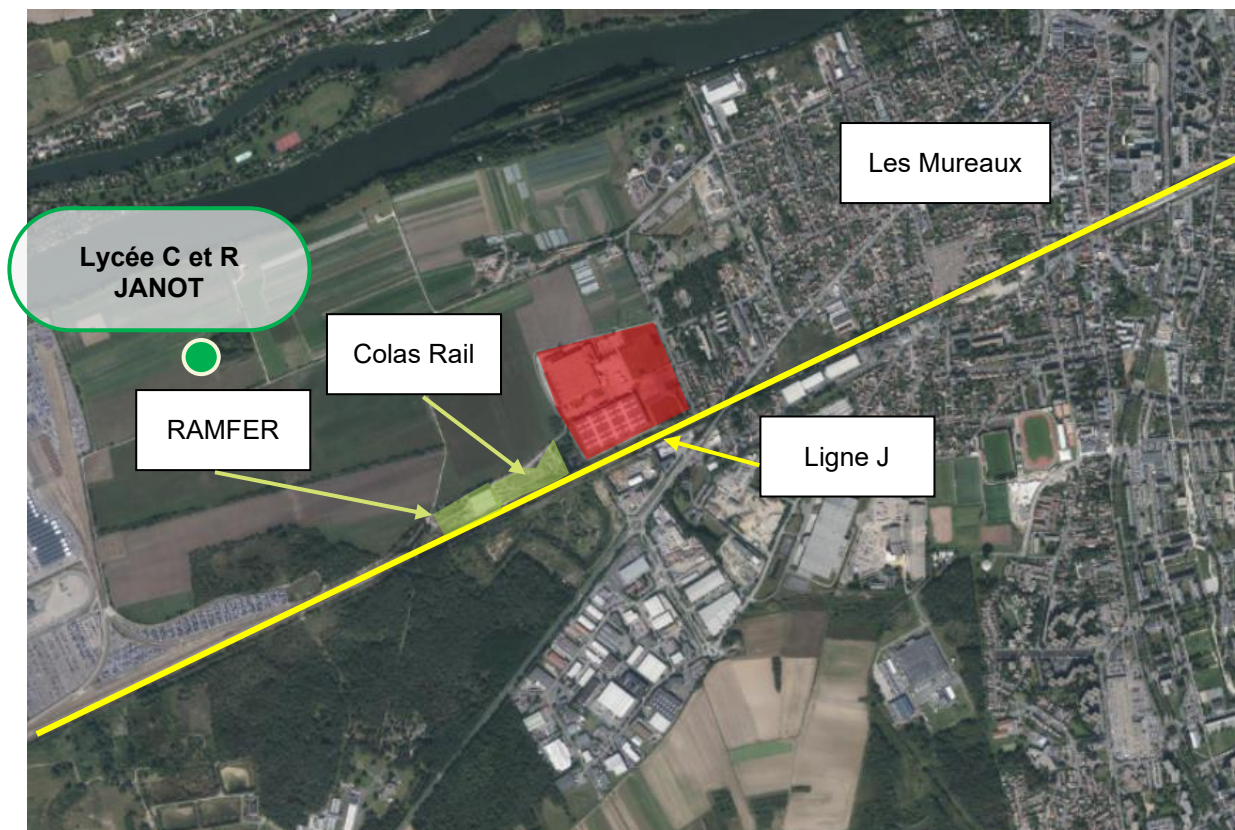 Les Mureaux
Lycée C et R
JANOT
Colas Rail
RAMFER
Ligne J